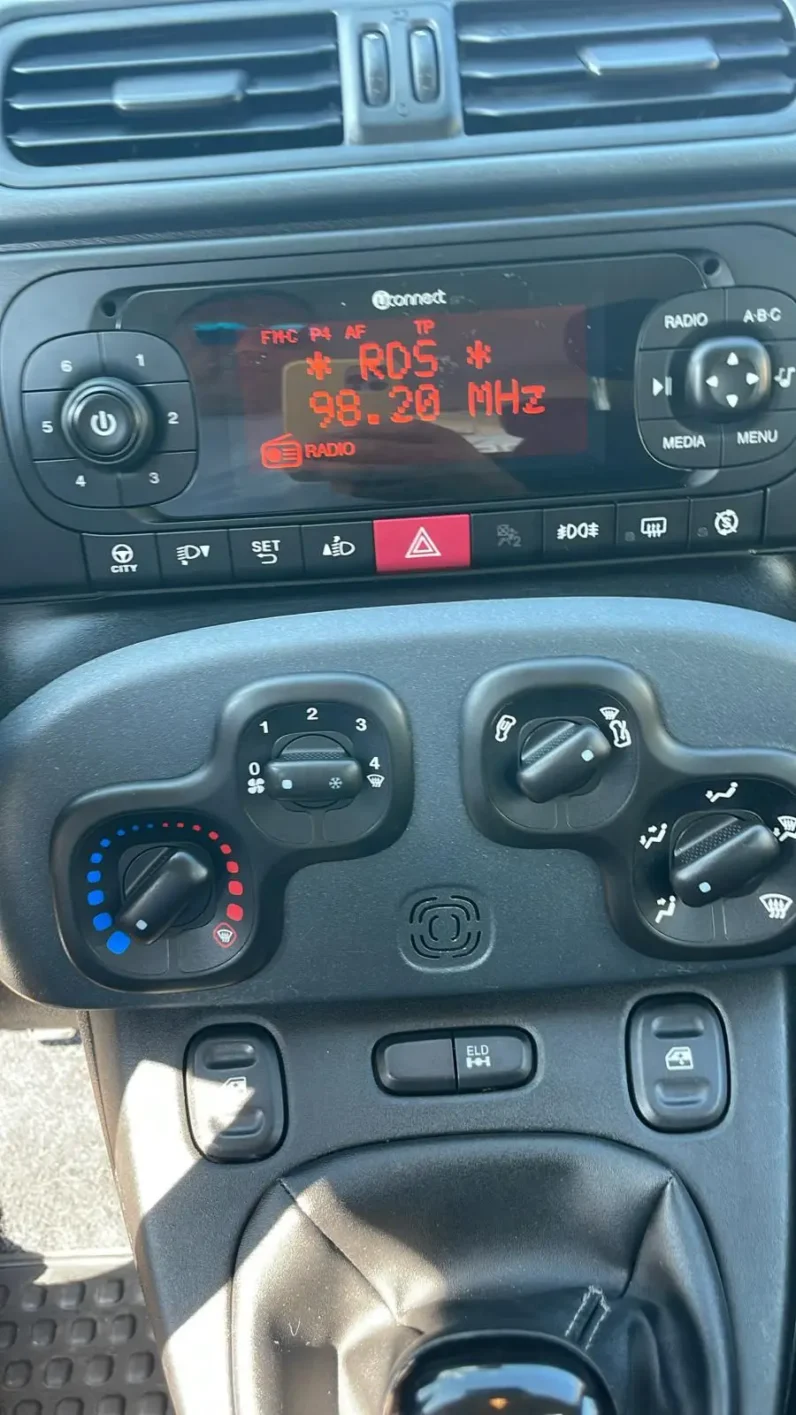 uconnect
FM-C P4 AF TP
* RDS *
98.20 MHz
RADIO
6 1
5 2
4 3
RADIO A·B·C
MEDIA MENU
CITY
SET
2
0 1 2 3 4
ELD